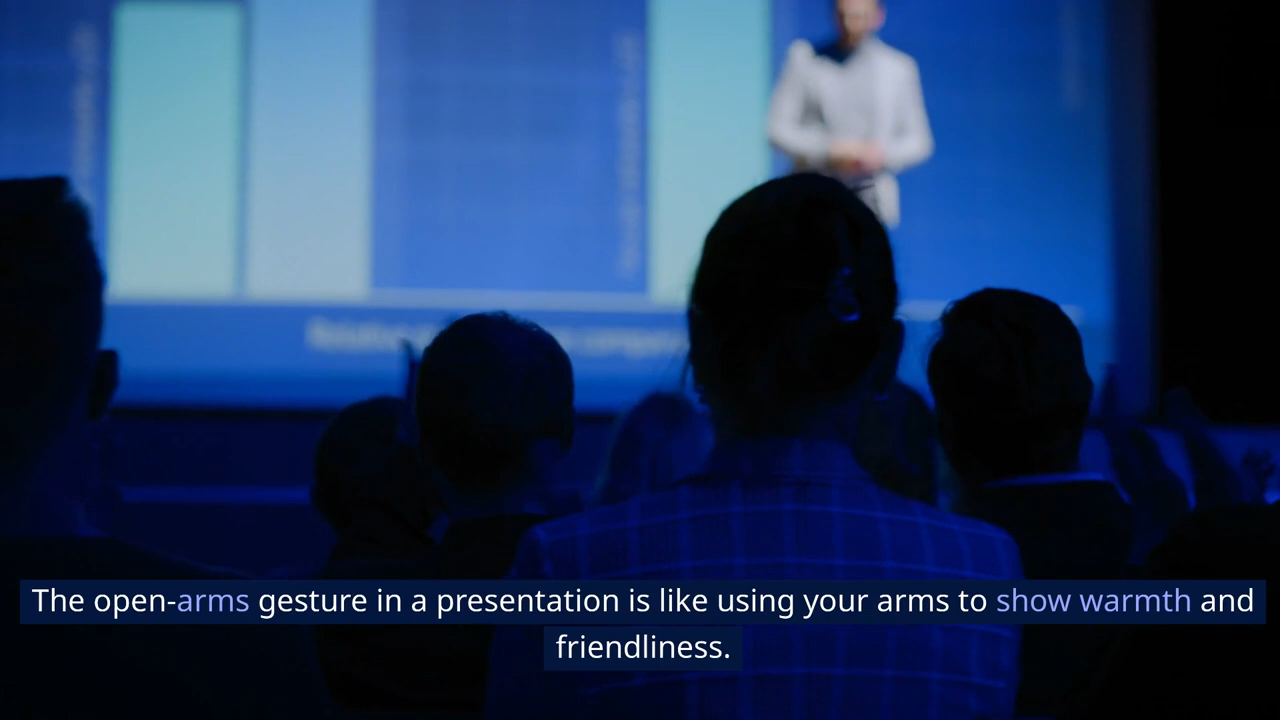 The open-arms gesture in a presentation is like using your arms to show warmth and
friendliness.